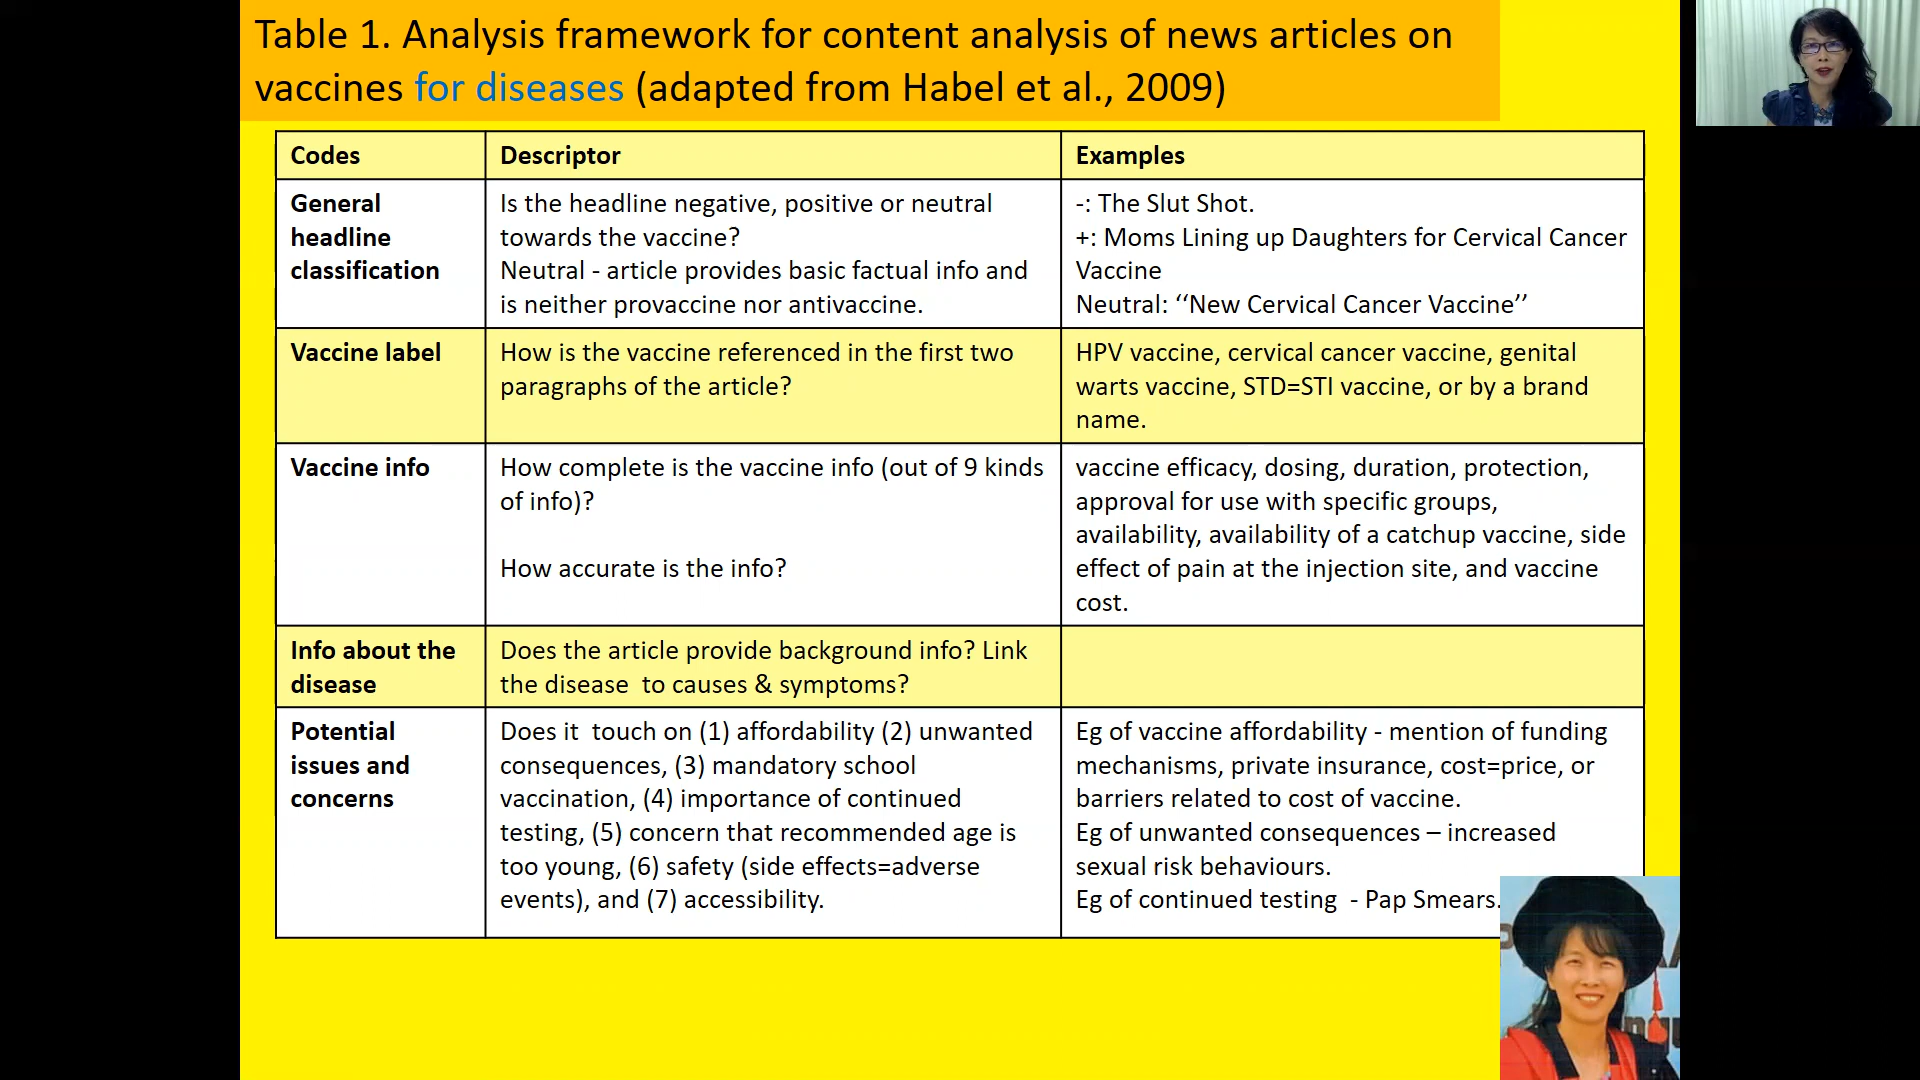 Table 1. Analysis framework for content analysis of news articles on
vaccines for diseases (adapted from Habel et al., 2009)
Codes
Descriptor
Examples
General
headline
classification
Is the headline negative, positive or neutral
towards the vaccine?
Neutral - article provides basic factual info and
is neither provaccine nor antivaccine.
-: The Slut Shot.
+: Moms Lining up Daughters for Cervical Cancer
Vaccine
Neutral: ‘‘New Cervical Cancer Vaccine’’
Vaccine label
How is the vaccine referenced in the first two
paragraphs of the article?
HPV vaccine, cervical cancer vaccine, genital
warts vaccine, STD=STI vaccine, or by a brand
name.
Vaccine info
How complete is the vaccine info (out of 9 kinds
of info)?
How accurate is the info?
vaccine efficacy, dosing, duration, protection,
approval for use with specific groups,
availability, availability of a catchup vaccine, side
effect of pain at the injection site, and vaccine
cost.
Info about the
disease
Does the article provide background info? Link
the disease  to causes & symptoms?
Potential
issues and
concerns
Does it  touch on (1) affordability (2) unwanted
consequences, (3) mandatory school
vaccination, (4) importance of continued
testing, (5) concern that recommended age is
too young, (6) safety (side effects=adverse
events), and (7) accessibility.
Eg of vaccine affordability - mention of funding
mechanisms, private insurance, cost=price, or
barriers related to cost of vaccine.
Eg of unwanted consequences – increased
sexual risk behaviours.
Eg of continued testing  - Pap Smears.